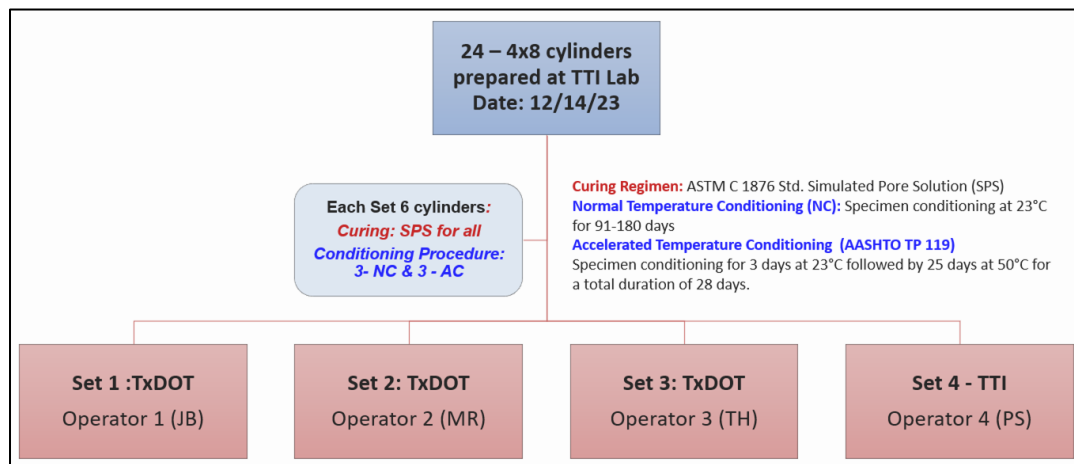 24 – 4x8 cylinders
prepared at TTI Lab
Date: 12/14/23
Each Set 6 cylinders:
Curing: SPS for all
Conditioning Procedure:
3- NC & 3 - AC
Curing Regimen: ASTM C 1876 Std. Simulated Pore Solution (SPS)
Normal Temperature Conditioning (NC): Specimen conditioning at 23°C
for 91-180 days
Accelerated Temperature Conditioning (AASHTO TP 119)
Specimen conditioning for 3 days at 23°C followed by 25 days at 50°C for
a total duration of 28 days.
Set 1 :TxDOT
Operator 1 (JB)
Set 2: TxDOT
Operator 2 (MR)
Set 3: TxDOT
Operator 3 (TH)
Set 4 - TTI
Operator 4 (PS)